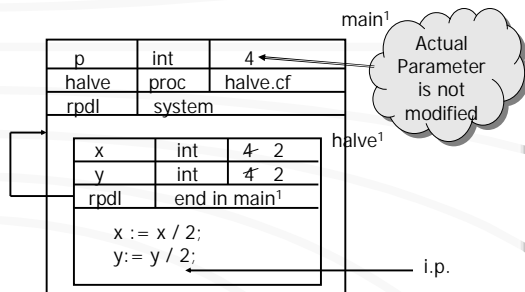 main¹
Actual
Parameter
is not
modified
p int 4
halve proc halve.cf
rpdl system
halve¹
x int 4 2
y int 4 2
rpdl end in main¹
x := x / 2;
y:= y / 2;
i.p.